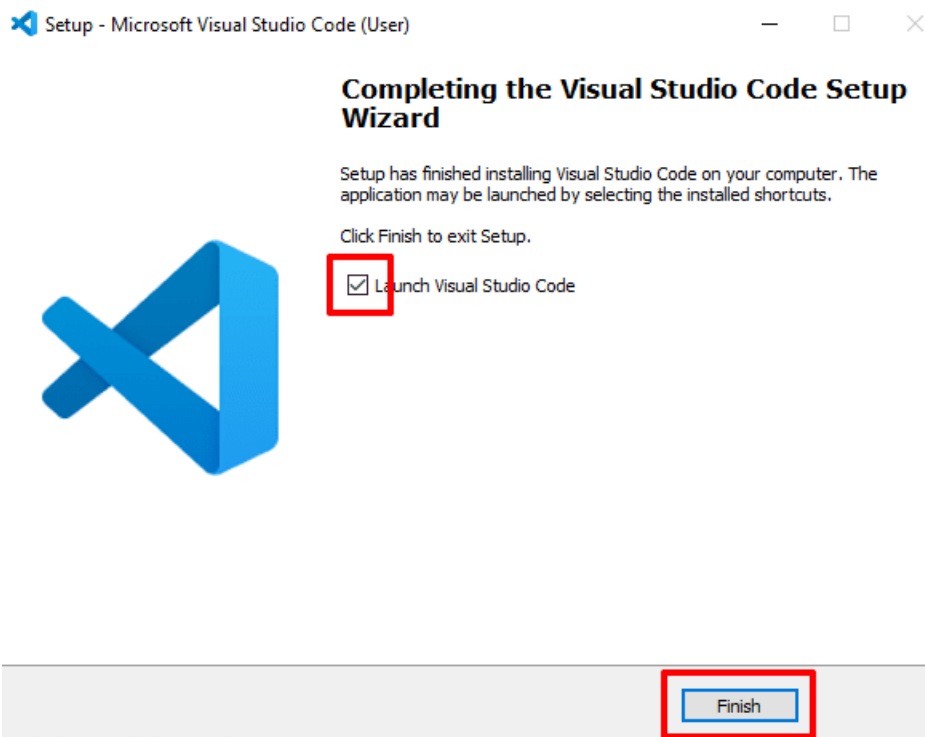 Setup - Microsoft Visual Studio Code (User)
Completing the Visual Studio Code Setup
Wizard
Setup has finished installing Visual Studio Code on your computer. The
application may be launched by selecting the installed shortcuts.
Click Finish to exit Setup.
Launch Visual Studio Code
Finish